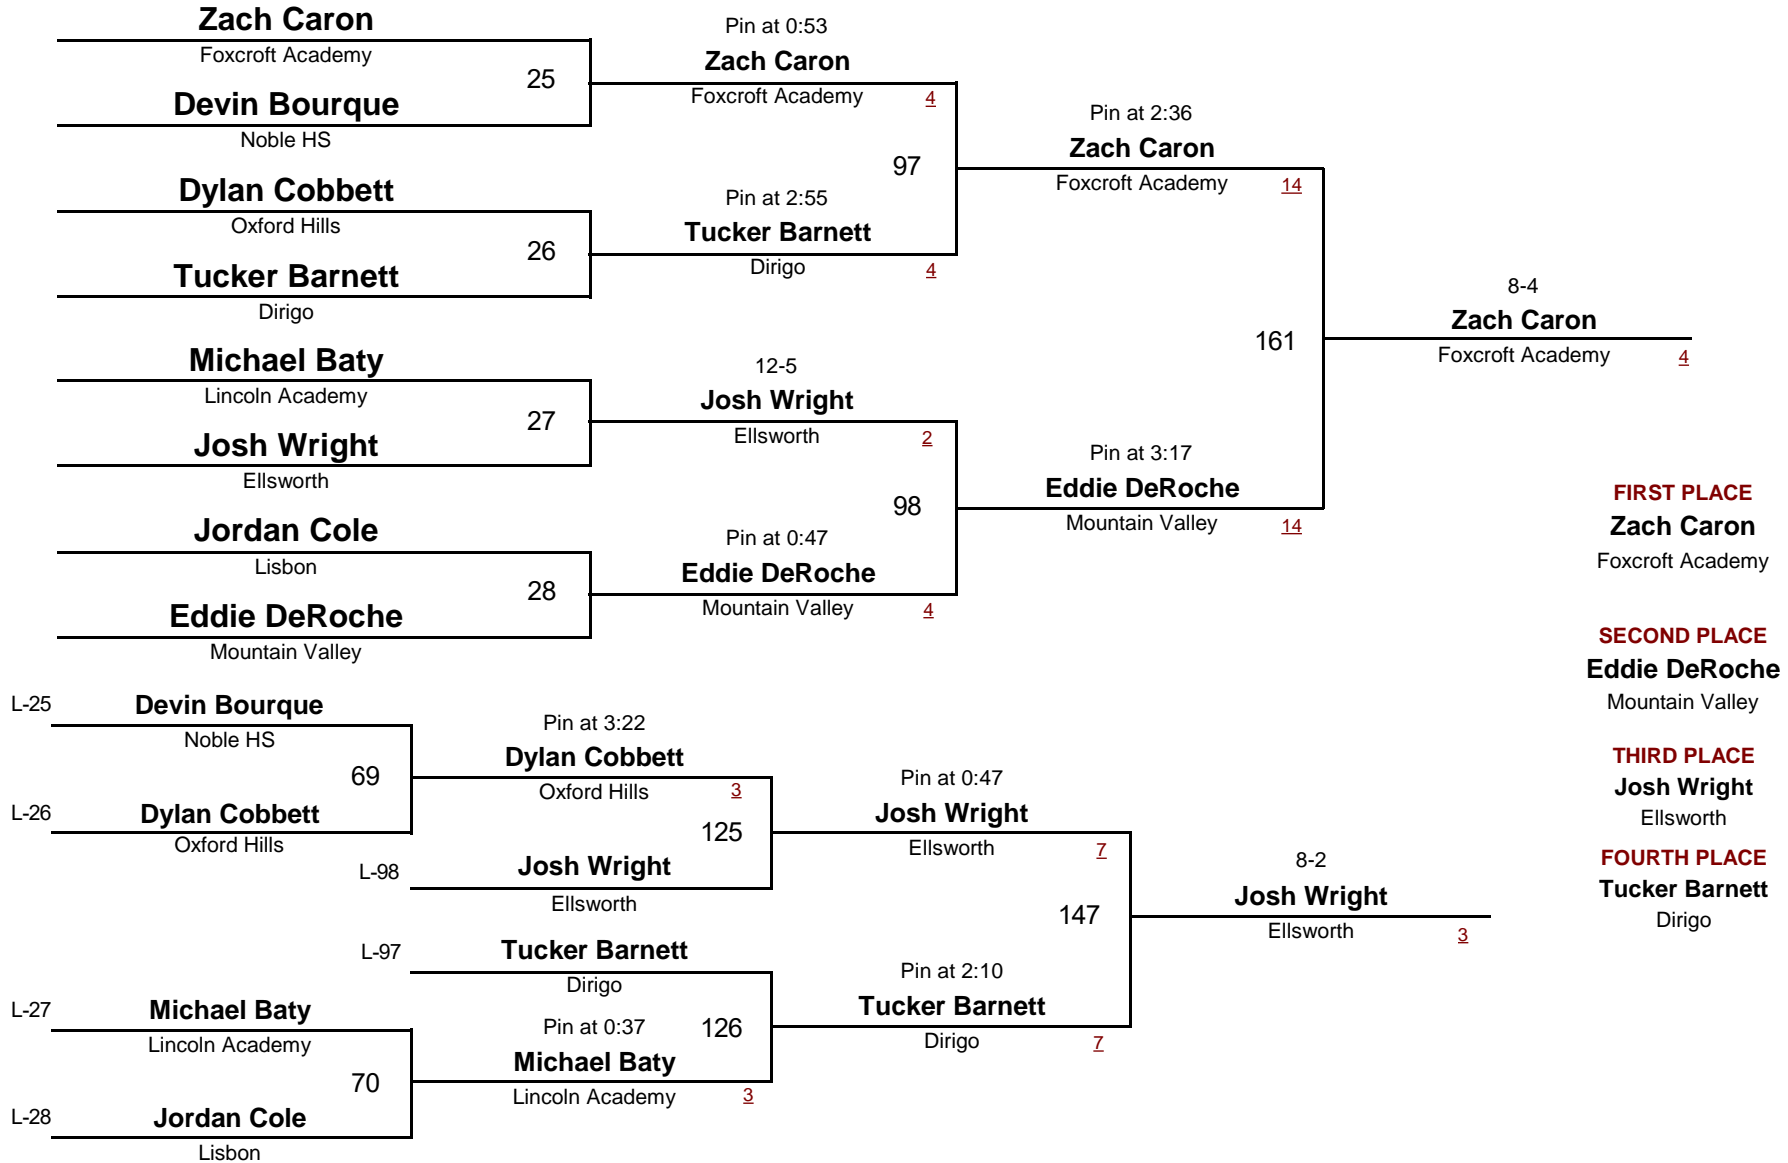 Zach Caron
Foxcroft Academy
25
Devin Bourque
Noble HS
Dylan Cobbett
Oxford Hills
26
Tucker Barnett
Dirigo
Michael Baty
Lincoln Academy
27
Josh Wright
Ellsworth
Jordan Cole
Lisbon
28
Eddie DeRoche
Mountain Valley
Pin at 0:53
Zach Caron
Foxcroft Academy 4
97
Pin at 2:55
Tucker Barnett
Dirigo 4
12-5
Josh Wright
Ellsworth 2
98
Pin at 0:47
Eddie DeRoche
Mountain Valley 4
Pin at 2:36
Zach Caron
Foxcroft Academy 14
161
Pin at 3:17
Eddie DeRoche
Mountain Valley 14
8-4
Zach Caron
Foxcroft Academy 4
FIRST PLACE
Zach Caron
Foxcroft Academy
SECOND PLACE
Eddie DeRoche
Mountain Valley
THIRD PLACE
Josh Wright
Ellsworth
FOURTH PLACE
Tucker Barnett
Dirigo
L-25 Devin Bourque
Noble HS
69
L-26 Dylan Cobbett
Oxford Hills
L-27 Michael Baty
Lincoln Academy
70
L-28 Jordan Cole
Lisbon
Pin at 3:22
Dylan Cobbett
Oxford Hills 3
125
L-98 Josh Wright
Ellsworth
L-97 Tucker Barnett
Dirigo
126
Pin at 0:37
Michael Baty
Lincoln Academy 3
Pin at 0:47
Josh Wright
Ellsworth 7
147
Pin at 2:10
Tucker Barnett
Dirigo 7
8-2
Josh Wright
Ellsworth 3